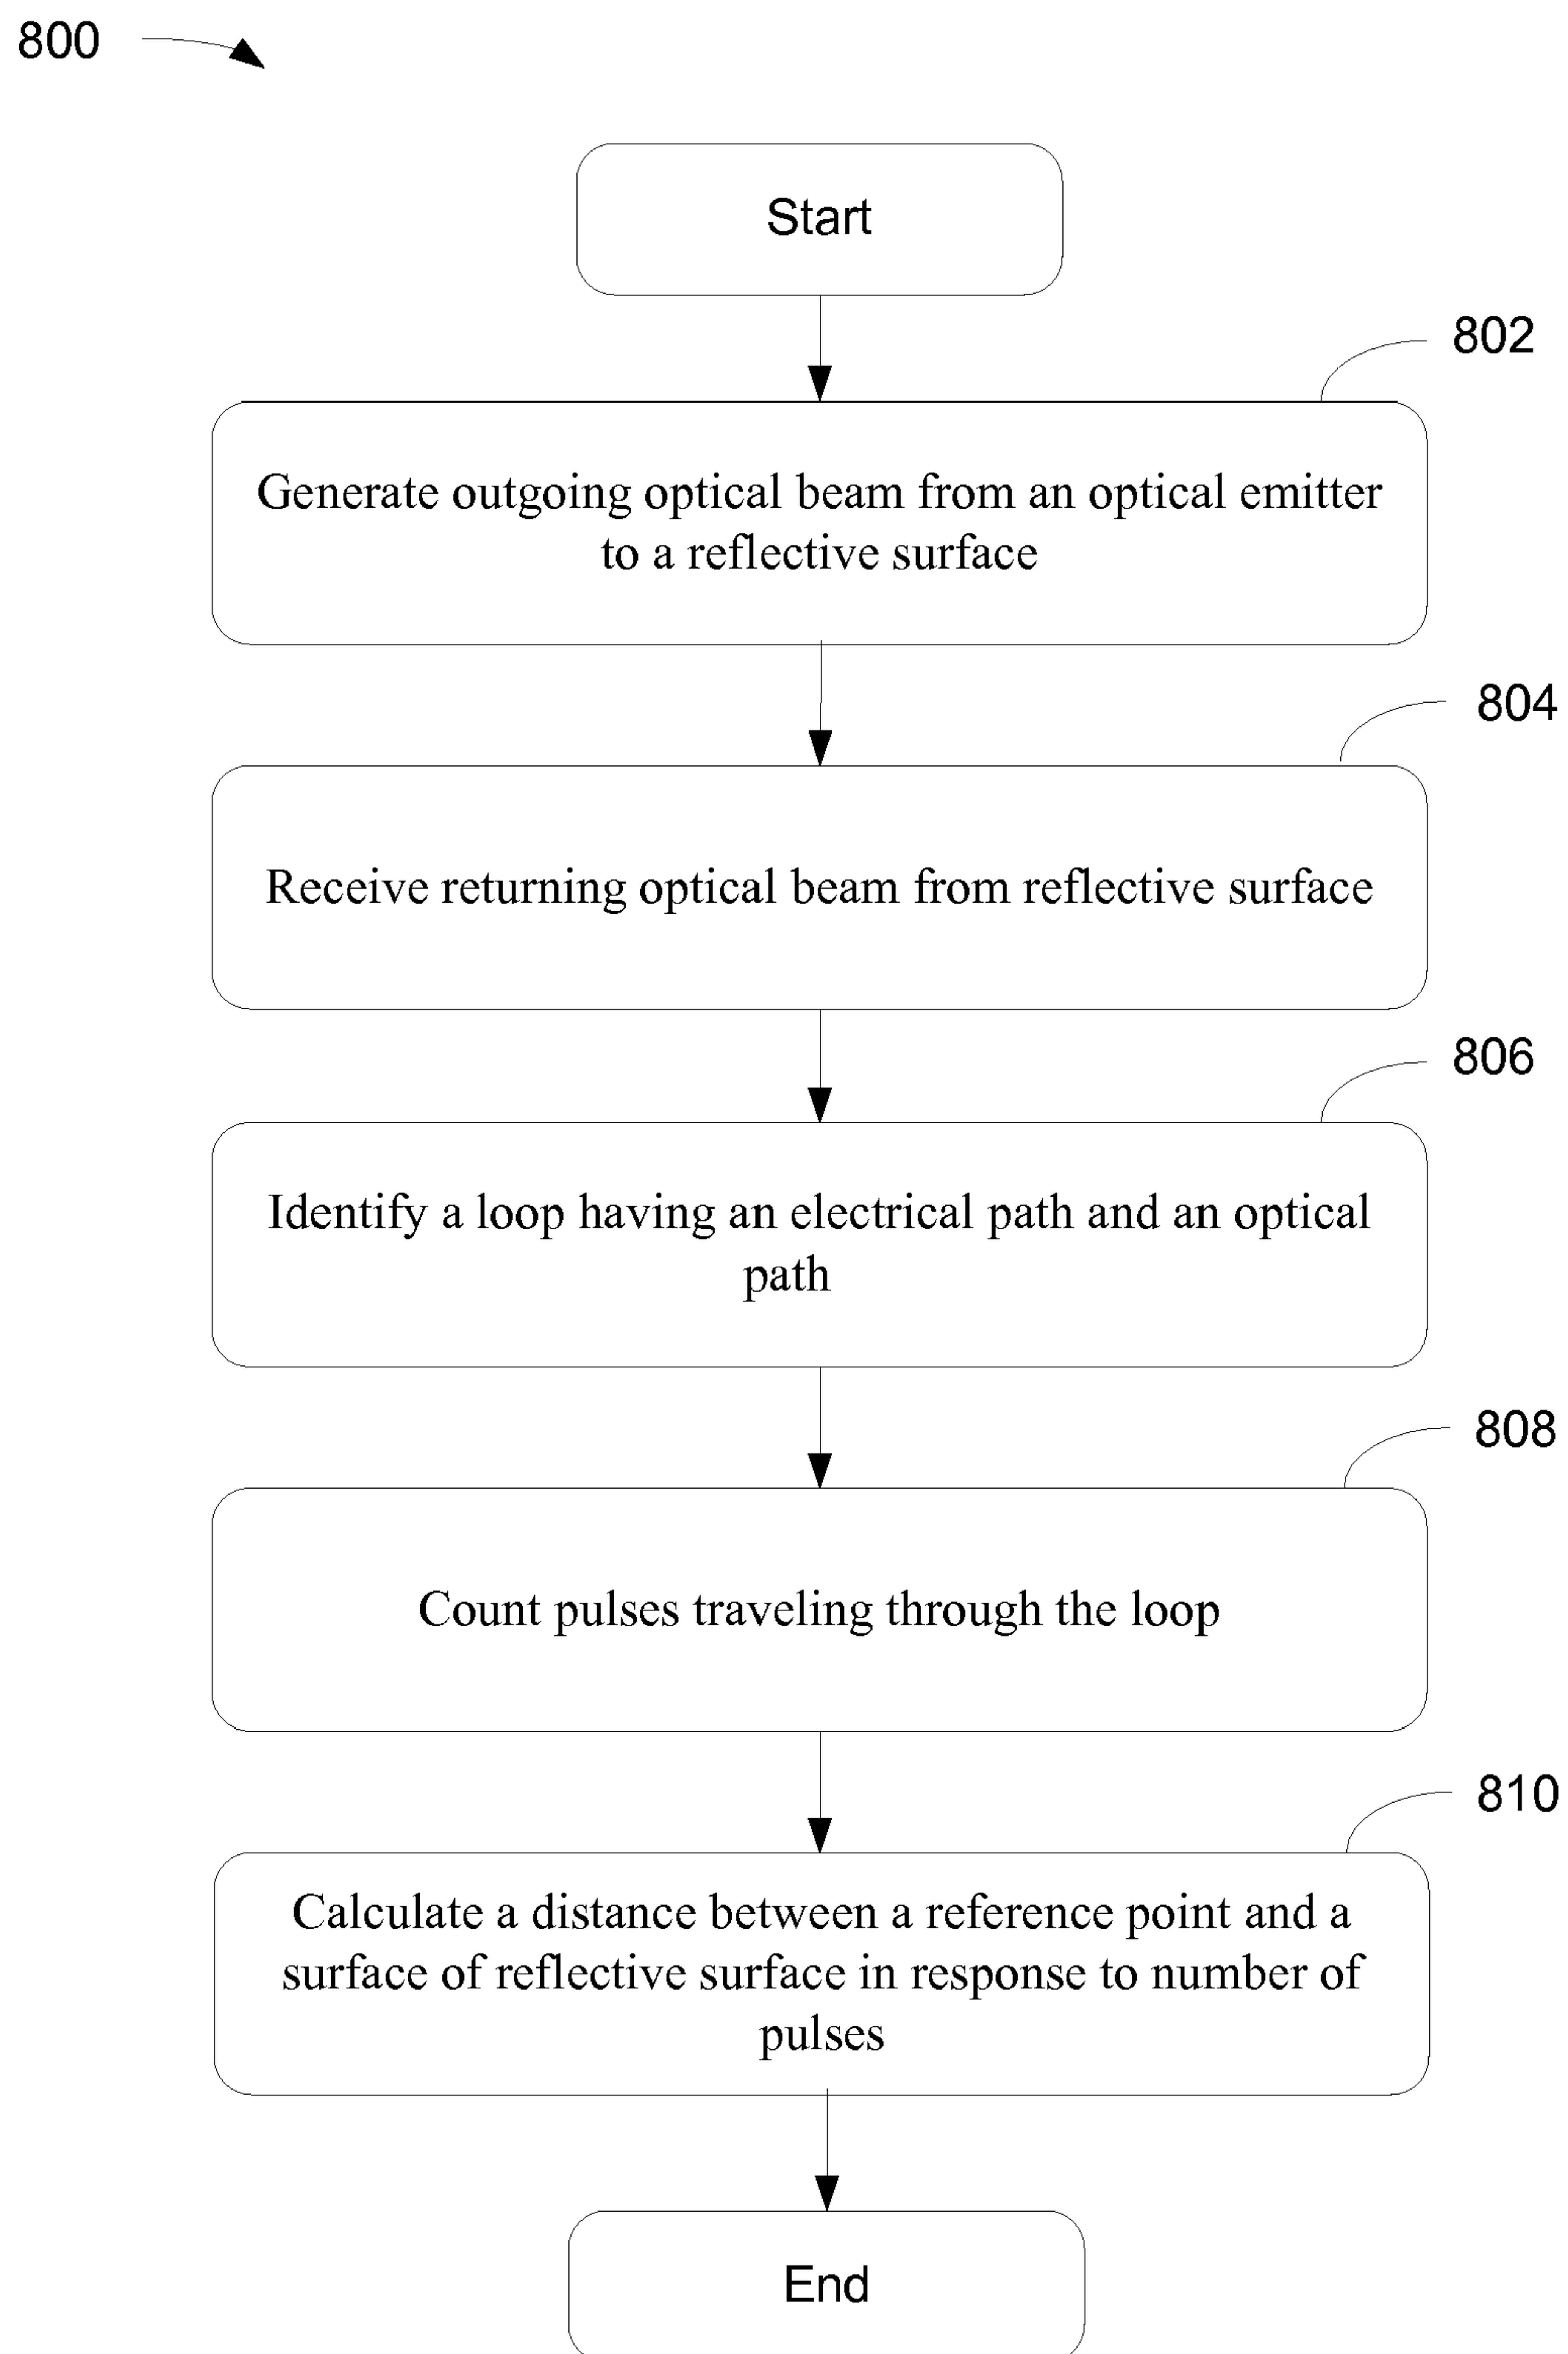 800
Start
802
Generate outgoing optical beam from an optical emitter
to a reflective surface
804
Receive returning optical beam from reflective surface
806
Identify a loop having an electrical path and an optical
path
808
Count pulses traveling through the loop
810
Calculate a distance between a reference point and a
surface of reflective surface in response to number of
pulses
End